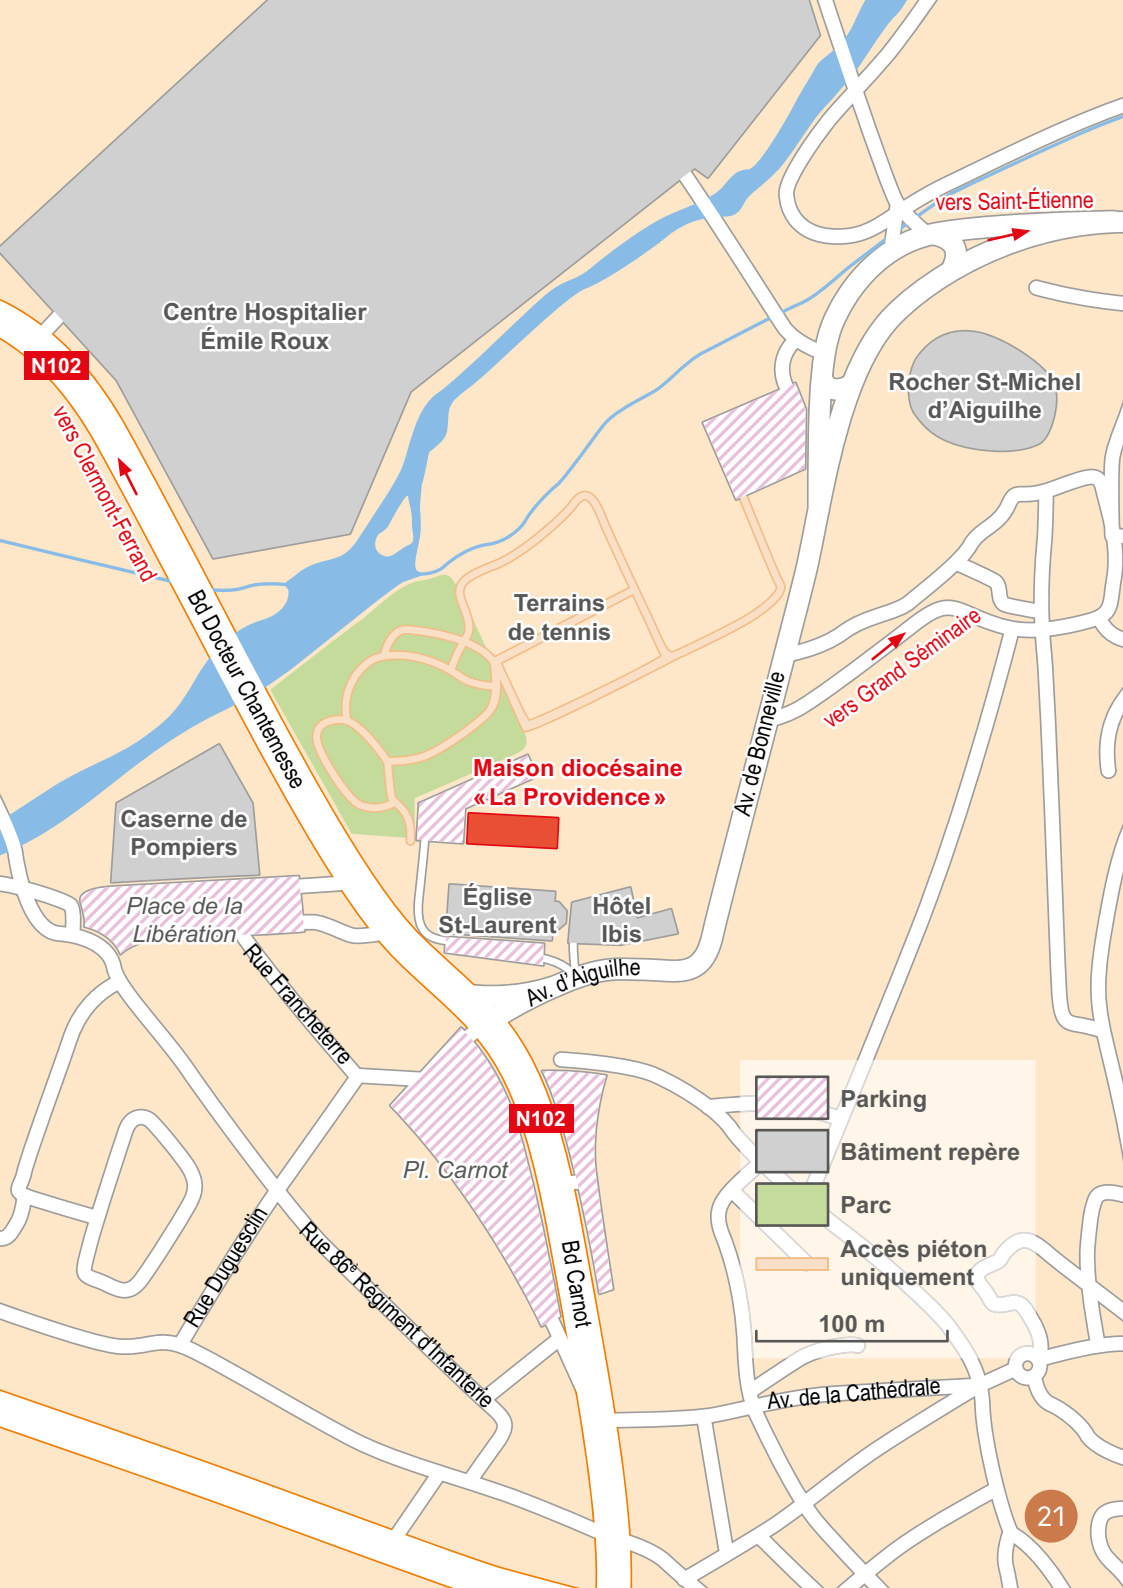 vers Saint-Étienne
Centre Hospitalier
Émile Roux
N102
Rocher St-Michel
d’Aiguilhe
vers Clermont-Ferrand
Bd Docteur Chantemesse
Terrains
de tennis
vers Grand Séminaire
Av. de Bonneville
Maison diocésaine
«La Providence»
Caserne de
Pompiers
Place de la
Libération
Église
St-Laurent
Hôtel
Ibis
Av. d’Aiguilhe
Rue Francheterre
N102
Pl. Carnot
Rue Duguesclin
Rue 86è Régiment d’Infanterie
Bd Carnot
Parking
Bâtiment repère
Parc
Accès piéton
uniquement
100 m
Av. de la Cathédrale
21